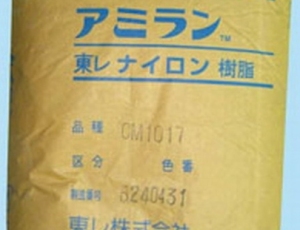 アミラン™
東レ ナイロン 樹脂
品種 CM1017
区分 色番
製造番号 3240431
東レ株式会社